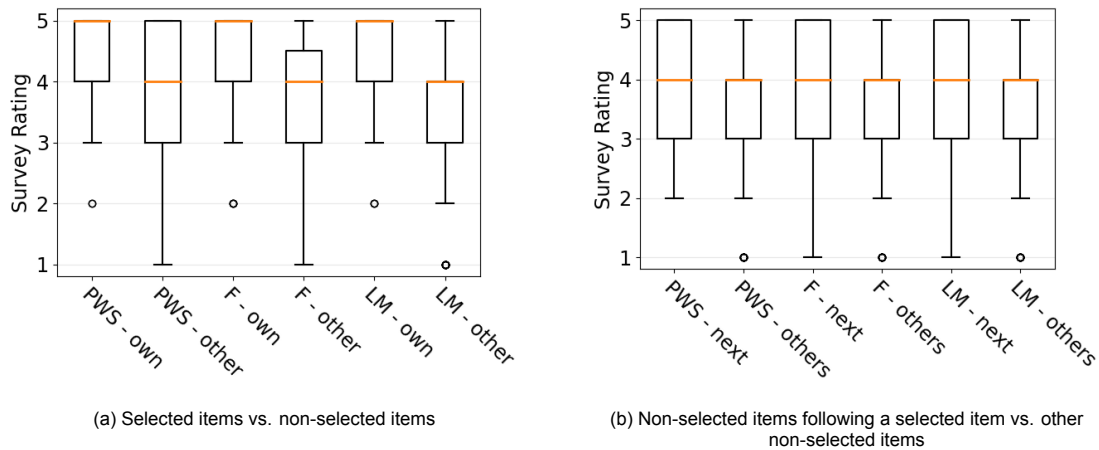 5
4
3
2
1
Survey Rating
PWS - own
PWS - other
F - own
F - other
LM - own
LM - other
(a) Selected items vs. non-selected items
5
4
3
2
1
Survey Rating
PWS - next
PWS - others
F - next
F - others
LM - next
LM - others
(b) Non-selected items following a selected item vs. other
non-selected items